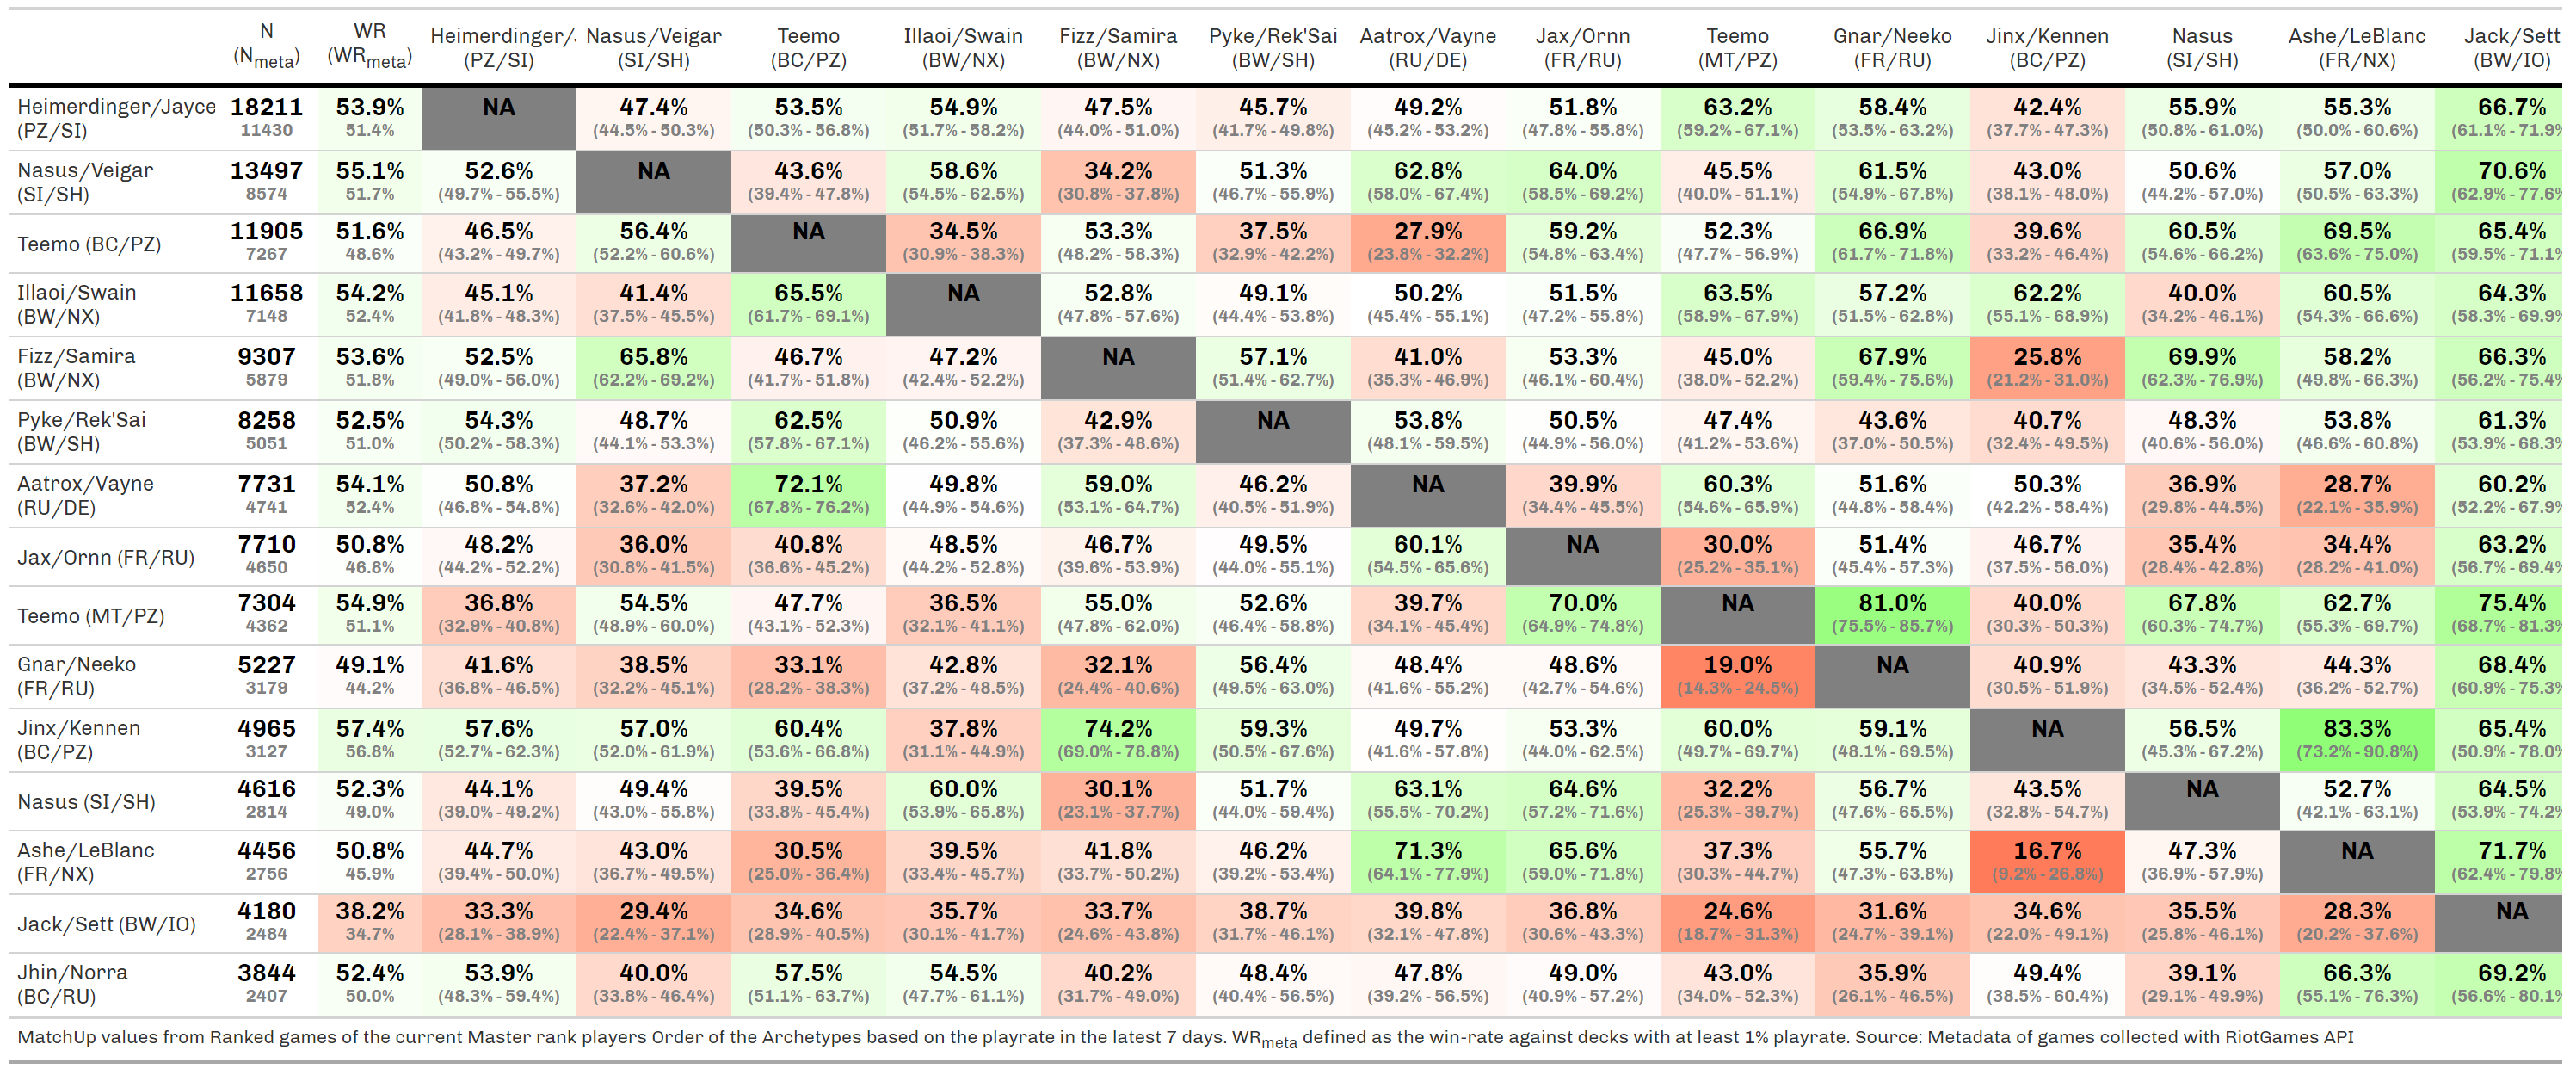 N WR Heimerdinger/ Nasus/Veigar Teemo Illaoi/Swain Fizz/Samira Pyke/Rek'Sai Aatrox/Vayne Jax/Ornn Teemo Gnar/Neeko Jinx/Kennen Nasus Ashe/LeBlanc Jack/Sett
(Nmeta) (WRmeta) (PZ/SI) (SI/SH) (BC/PZ) (BW/NX) (BW/NX) (BW/SH) (RU/DE) (FR/RU) (MT/PZ) (FR/RU) (BC/PZ) (SI/SH) (FR/NX) (BW/IO)
Heimerdinger/Jayce 18211 53.9% NA 47.4% 53.5% 54.9% 47.5% 45.7% 49.2% 51.8% 63.2% 58.4% 42.4% 55.9% 55.3% 66.7%
(PZ/SI) 11430 51.4% (44.5% - 50.3%) (50.3% - 56.8%) (51.7% - 58.2%) (44.0% - 51.0%) (41.7% - 49.8%) (45.2% - 53.2%) (47.8% - 55.8%) (59.2% - 67.1%) (53.5% - 63.2%) (37.7% - 47.3%) (50.8% - 61.0%) (50.0% - 60.6%) (61.1% - 71.9%
Nasus/Veigar 13497 55.1% 52.6% NA 43.6% 58.6% 34.2% 51.3% 62.8% 64.0% 45.5% 61.5% 43.0% 50.6% 57.0% 70.6%
(SI/SH) 8574 51.7% (49.7% - 55.5%) (39.4% - 47.8%) (54.5% - 62.5%) (30.8% - 37.8%) (46.7% - 55.9%) (58.0% - 67.4%) (58.5% - 69.2%) (40.0% - 51.1%) (54.9% - 67.8%) (38.1% - 48.0%) (44.2% - 57.0%) (50.5% - 63.3%) (62.9% - 77.6%
Teemo (BC/PZ) 11905 51.6% 46.5% 56.4% NA 34.5% 53.3% 37.5% 27.9% 59.2% 52.3% 66.9% 39.6% 60.5% 69.5% 65.4%
7267 48.6% (43.2% - 49.7%) (52.2% - 60.6%) (30.9% - 38.3%) (48.2% - 58.3%) (32.9% - 42.2%) (23.8% - 32.2%) (54.8% - 63.4%) (47.7% - 56.9%) (61.7% - 71.8%) (33.2% - 46.4%) (54.6% - 66.2%) (63.6% - 75.0%) (59.5% - 71.1%
Illaoi/Swain 11658 54.2% 45.1% 41.4% 65.5% NA 52.8% 49.1% 50.2% 51.5% 63.5% 57.2% 62.2% 40.0% 60.5% 64.3%
(BW/NX) 7148 52.4% (41.8% - 48.3%) (37.5% - 45.5%) (61.7% - 69.1%) (47.8% - 57.6%) (44.4% - 53.8%) (45.4% - 55.1%) (47.2% - 55.8%) (58.9% - 67.9%) (51.5% - 62.8%) (55.1% - 68.9%) (34.2% - 46.1%) (54.3% - 66.6%) (58.3% - 69.9%
Fizz/Samira 9307 53.6% 52.5% 65.8% 46.7% 47.2% NA 57.1% 41.0% 53.3% 45.0% 67.9% 25.8% 69.9% 58.2% 66.3%
(BW/NX) 5879 51.8% (49.0% - 56.0%) (62.2% - 69.2%) (41.7% - 51.8%) (42.4% - 52.2%) (51.4% - 62.7%) (35.3% - 46.9%) (46.1% - 60.4%) (38.0% - 52.2%) (59.4% - 75.6%) (21.2% - 31.0%) (62.3% - 76.9%) (49.8% - 66.3%) (56.2% - 75.4%
Pyke/Rek'Sai 8258 52.5% 54.3% 48.7% 62.5% 50.9% 42.9% NA 53.8% 50.5% 47.4% 43.6% 40.7% 48.3% 53.8% 61.3%
(BW/SH) 5051 51.0% (50.2% - 58.3%) (44.1% - 53.3%) (57.8% - 67.1%) (46.2% - 55.6%) (37.3% - 48.6%) (48.1% - 59.5%) (44.9% - 56.0%) (41.2% - 53.6%) (37.0% - 50.5%) (32.4% - 49.5%) (40.6% - 56.0%) (46.6% - 60.8%) (53.9% - 68.3%
Aatrox/Vayne 7731 54.1% 50.8% 37.2% 72.1% 49.8% 59.0% 46.2% NA 39.9% 60.3% 51.6% 50.3% 36.9% 28.7% 60.2%
(RU/DE) 4741 52.4% (46.8% - 54.8%) (32.6% - 42.0%) (67.8% - 76.2%) (44.9% - 54.6%) (53.1% - 64.7%) (40.5% - 51.9%) (34.4% - 45.5%) (54.6% - 65.9%) (44.8% - 58.4%) (42.2% - 58.4%) (29.8% - 44.5%) (22.1% - 35.9%) (52.2% - 67.9%
Jax/Ornn (FR/RU) 7710 50.8% 48.2% 36.0% 40.8% 48.5% 46.7% 49.5% 60.1% NA 30.0% 51.4% 46.7% 35.4% 34.4% 63.2%
4650 46.8% (44.2% - 52.2%) (30.8% - 41.5%) (36.6% - 45.2%) (44.2% - 52.8%) (39.6% - 53.9%) (44.0% - 55.1%) (54.5% - 65.6%) (25.2% - 35.1%) (45.4% - 57.3%) (37.5% - 56.0%) (28.4% - 42.8%) (28.2% - 41.0%) (56.7% - 69.4%
Teemo (MT/PZ) 7304 54.9% 36.8% 54.5% 47.7% 36.5% 55.0% 52.6% 39.7% 70.0% NA 81.0% 40.0% 67.8% 62.7% 75.4%
4362 51.1% (32.9% - 40.8%) (48.9% - 60.0%) (43.1% - 52.3%) (32.1% - 41.1%) (47.8% - 62.0%) (46.4% - 58.8%) (34.1% - 45.4%) (64.9% - 74.8%) (75.5% - 85.7%) (30.3% - 50.3%) (60.3% - 74.7%) (55.3% - 69.7%) (68.7% - 81.3%
Gnar/Neeko 5227 49.1% 41.6% 38.5% 33.1% 42.8% 32.1% 56.4% 48.4% 48.6% 19.0% NA 40.9% 43.3% 44.3% 68.4%
(FR/RU) 3179 44.2% (36.8% - 46.5%) (32.2% - 45.1%) (28.2% - 38.3%) (37.2% - 48.5%) (24.4% - 40.6%) (49.5% - 63.0%) (41.6% - 55.2%) (42.7% - 54.6%) (14.3% - 24.5%) (30.5% - 51.9%) (34.5% - 52.4%) (36.2% - 52.7%) (60.9% - 75.3%
Jinx/Kennen 4965 57.4% 57.6% 57.0% 60.4% 37.8% 74.2% 59.3% 49.7% 53.3% 60.0% 59.1% NA 56.5% 83.3% 65.4%
(BC/PZ) 3127 56.8% (52.7% - 62.3%) (52.0% - 61.9%) (53.6% - 66.8%) (31.1% - 44.9%) (69.0% - 78.8%) (50.5% - 67.6%) (41.6% - 57.8%) (44.0% - 62.5%) (49.7% - 69.7%) (48.1% - 69.5%) (45.3% - 67.2%) (73.2% - 90.8%) (50.9% - 78.0%
Nasus (SI/SH) 4616 52.3% 44.1% 49.4% 39.5% 60.0% 30.1% 51.7% 63.1% 64.6% 32.2% 56.7% 43.5% NA 52.7% 64.5%
2814 49.0% (39.0% - 49.2%) (43.0% - 55.8%) (33.8% - 45.4%) (53.9% - 65.8%) (23.1% - 37.7%) (44.0% - 59.4%) (55.5% - 70.2%) (57.2% - 71.6%) (25.3% - 39.7%) (47.6% - 65.5%) (32.8% - 54.7%) (42.1% - 63.1%) (53.9% - 74.2%
Ashe/LeBlanc 4456 50.8% 44.7% 43.0% 30.5% 39.5% 41.8% 46.2% 71.3% 65.6% 37.3% 55.7% 16.7% 47.3% NA 71.7%
(FR/NX) 2756 45.9% (39.4% - 50.0%) (36.7% - 49.5%) (25.0% - 36.4%) (33.4% - 45.7%) (33.7% - 50.2%) (39.2% - 53.4%) (64.1% - 77.9%) (59.0% - 71.8%) (30.3% - 44.7%) (47.3% - 63.8%) (9.2% - 26.8%) (36.9% - 57.9%) (62.4% - 79.8%
Jack/Sett (BW/IO) 4180 38.2% 33.3% 29.4% 34.6% 35.7% 33.7% 38.7% 39.8% 36.8% 24.6% 31.6% 34.6% 35.5% 28.3% NA
2484 34.7% (28.1% - 38.9%) (22.4% - 37.1%) (28.9% - 40.5%) (30.1% - 41.7%) (24.6% - 43.8%) (31.7% - 46.1%) (32.1% - 47.8%) (30.6% - 43.3%) (18.7% - 31.3%) (24.7% - 39.1%) (22.0% - 49.1%) (25.8% - 46.1%) (20.2% - 37.6%)
Jhin/Norra 3844 52.4% 53.9% 40.0% 57.5% 54.5% 40.2% 48.4% 47.8% 49.0% 43.0% 35.9% 49.4% 39.1% 66.3% 69.2%
(BC/RU) 2407 50.0% (48.3% - 59.4%) (33.8% - 46.4%) (51.1% - 63.7%) (47.7% - 61.1%) (31.7% - 49.0%) (40.4% - 56.5%) (39.2% - 56.5%) (40.9% - 57.2%) (34.0% - 52.3%) (26.1% - 46.5%) (38.5% - 60.4%) (29.1% - 49.9%) (55.1% - 76.3%) (56.6% - 80.1%
MatchUp values from Ranked games of the current Master rank players Order of the Archetypes based on the playrate in the latest 7 days. WRmeta defined as the win-rate against decks with at least 1% playrate. Source: Metadata of games collected with RiotGames API